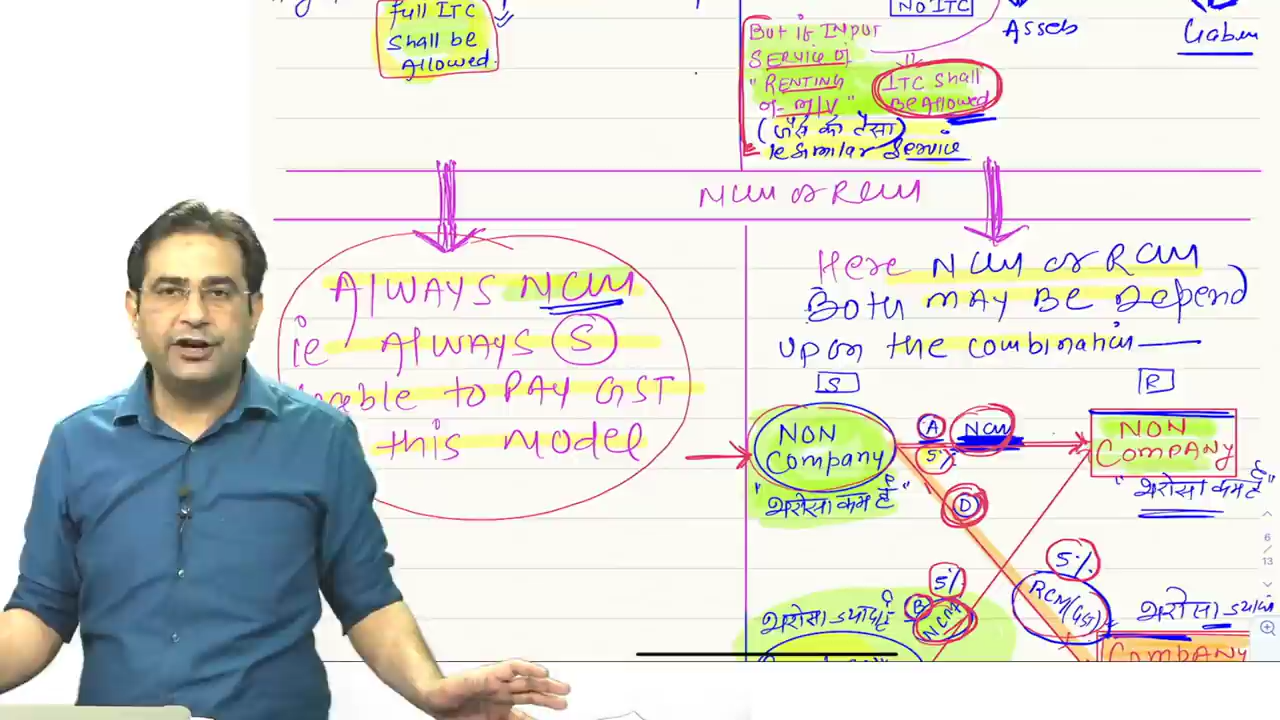 Full ITC
Shall be
Allowed.
No ITC
Assets
But if INPUT
SERVICE of
"RENTING
of M/V"
ITC Shall
Be Allowed
(जैसे को तैसा)
ie Similar Service
NCM or RCM
Always NCM
ie Always S
to PAY GST
this model
Here NCM or RCM
Both may Be Depend
upon the combination
S
R
NON
Company
"भरोसा कम है"
A
NCM
5%
NON
Company
"भरोसा कम है"
D
5%
RCM(GST)
5%
B
NCM
भरोसा ज्यादा है
भरोसा ज्यादा
Company
6
13